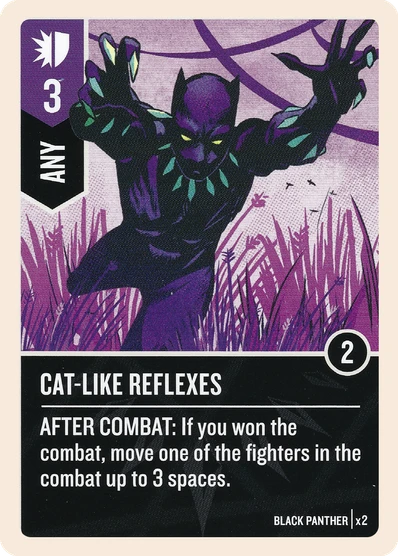 3
ANY
2
CAT-LIKE REFLEXES
AFTER COMBAT: If you won the
combat, move one of the fighters in the
combat up to 3 spaces.
BLACK PANTHER | x2